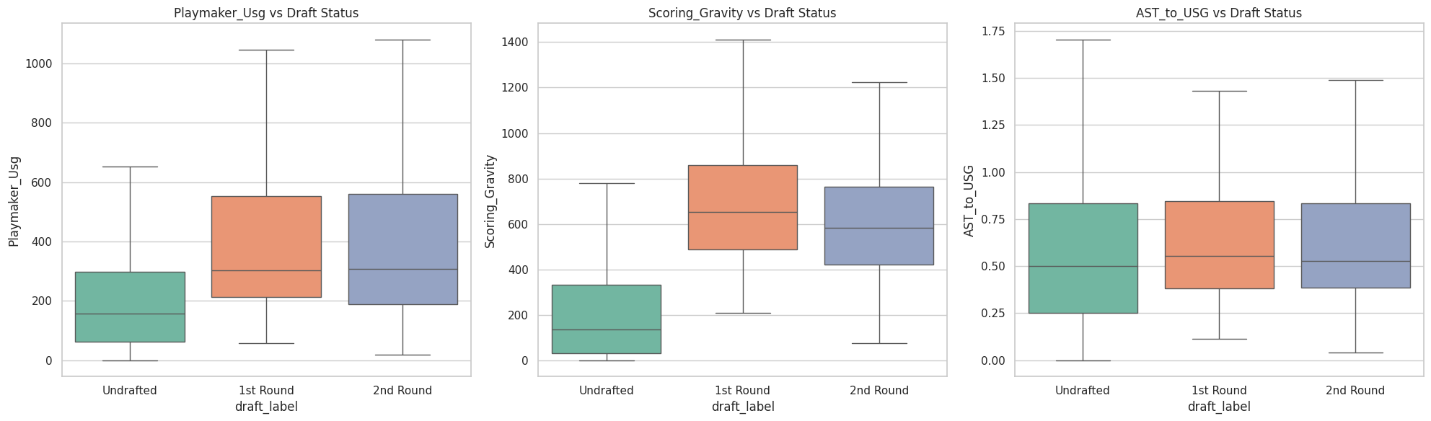 Playmaker_Usg vs Draft Status
Playmaker_Usg
1000
800
600
400
200
0
Undrafted 1st Round 2nd Round
draft_label
Scoring_Gravity vs Draft Status
Scoring_Gravity
1400
1200
1000
800
600
400
200
0
Undrafted 1st Round 2nd Round
draft_label
AST_to_USG vs Draft Status
AST_to_USG
1.75
1.50
1.25
1.00
0.75
0.50
0.25
0.00
Undrafted 1st Round 2nd Round
draft_label